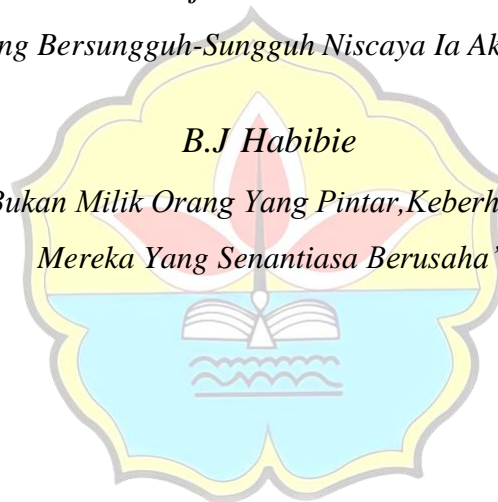 ng Bersungguh-Sungguh Niscaya Ia Ak
B.J Habibie
Bukan Milik Orang Yang Pintar,Keberh
Mereka Yang Senantiasa Berusaha”